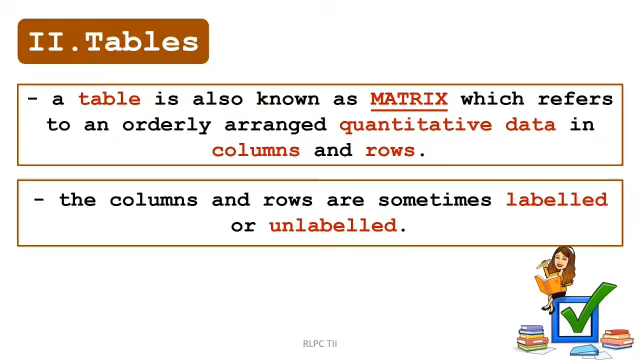 II.Tables
- a table is also known as MATRIX which refers
to an orderly arranged quantitative data in
columns and rows.
- the columns and rows are sometimes labelled
or unlabelled.
RLPC TII